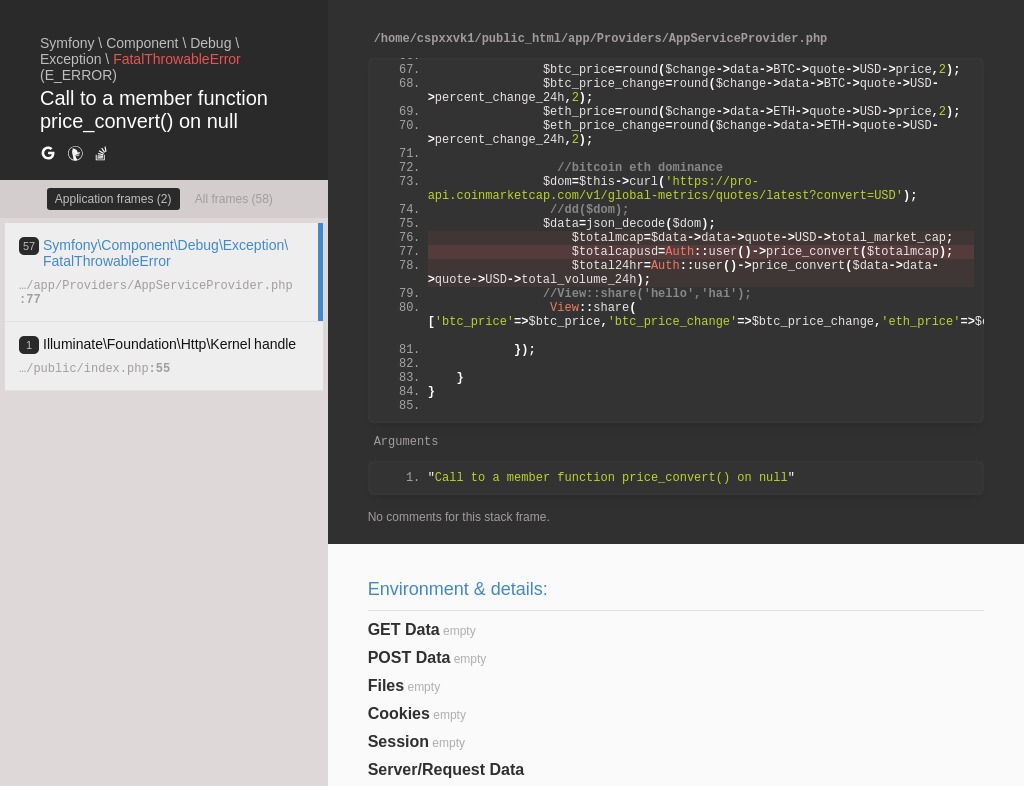 Symfony \ Component \ Debug \
Exception \ FatalThrowableError
(E_ERROR)
Call to a member function
price_convert() on null
Application frames (2) All frames (58)
57 Symfony\Component\Debug\Exception\
FatalThrowableError
…/app/Providers/AppServiceProvider.php
:77
1 Illuminate\Foundation\Http\Kernel handle
…/public/index.php:55
/home/cspxxvk1/public_html/app/Providers/AppServiceProvider.php
67. $btc_price=round($change->data->BTC->quote->USD->price,2);
68. $btc_price_change=round($change->data->BTC->quote->USD-
>percent_change_24h,2);
69. $eth_price=round($change->data->ETH->quote->USD->price,2);
70. $eth_price_change=round($change->data->ETH->quote->USD-
>percent_change_24h,2);
71.
72. //bitcoin eth dominance
73. $dom=$this->curl('https://pro-
api.coinmarketcap.com/v1/global-metrics/quotes/latest?convert=USD');
74. //dd($dom);
75. $data=json_decode($dom);
76. $totalmcap=$data->data->quote->USD->total_market_cap;
77. $totalcapusd=Auth::user()->price_convert($totalmcap);
78. $total24hr=Auth::user()->price_convert($data->data-
>quote->USD->total_volume_24h);
79. //View::share('hello','hai');
80. View::share(
['btc_price'=>$btc_price,'btc_price_change'=>$btc_price_change,'eth_price'=>$e
81. });
82.
83. }
84. }
85.
Arguments
1. "Call to a member function price_convert() on null"
No comments for this stack frame.
Environment & details:
GET Data empty
POST Data empty
Files empty
Cookies empty
Session empty
Server/Request Data